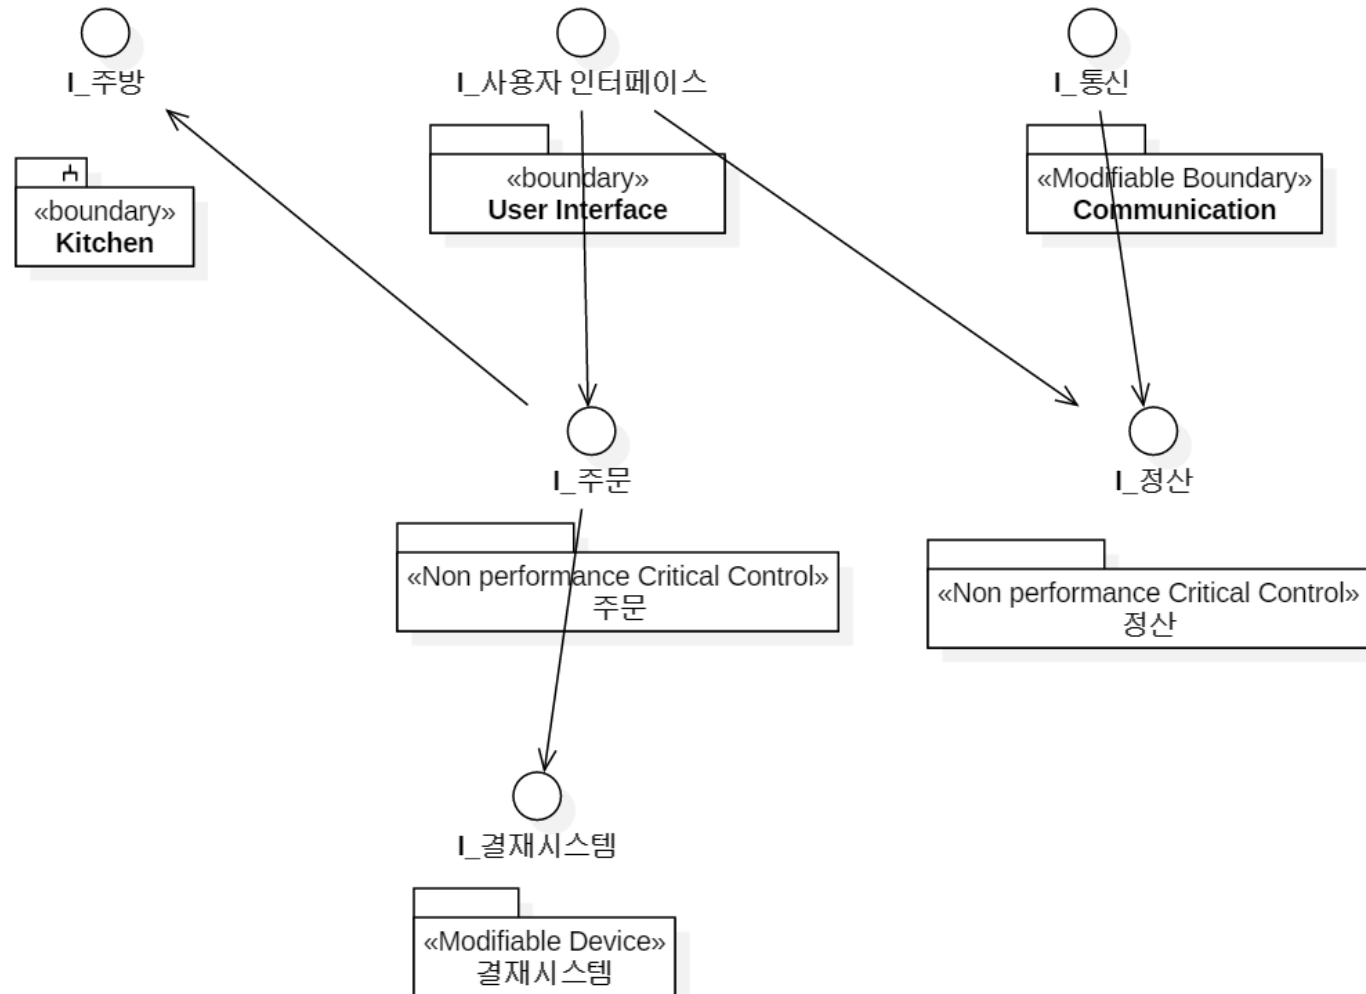 I_주방
I_사용자 인터페이스
I_통신
«boundary»
Kitchen
«boundary»
User Interface
«Modifiable Boundary»
Communication
I_주문
I_정산
«Non performance Critical Control»
주문
«Non performance Critical Control»
정산
I_결재시스템
«Modifiable Device»
결재시스템